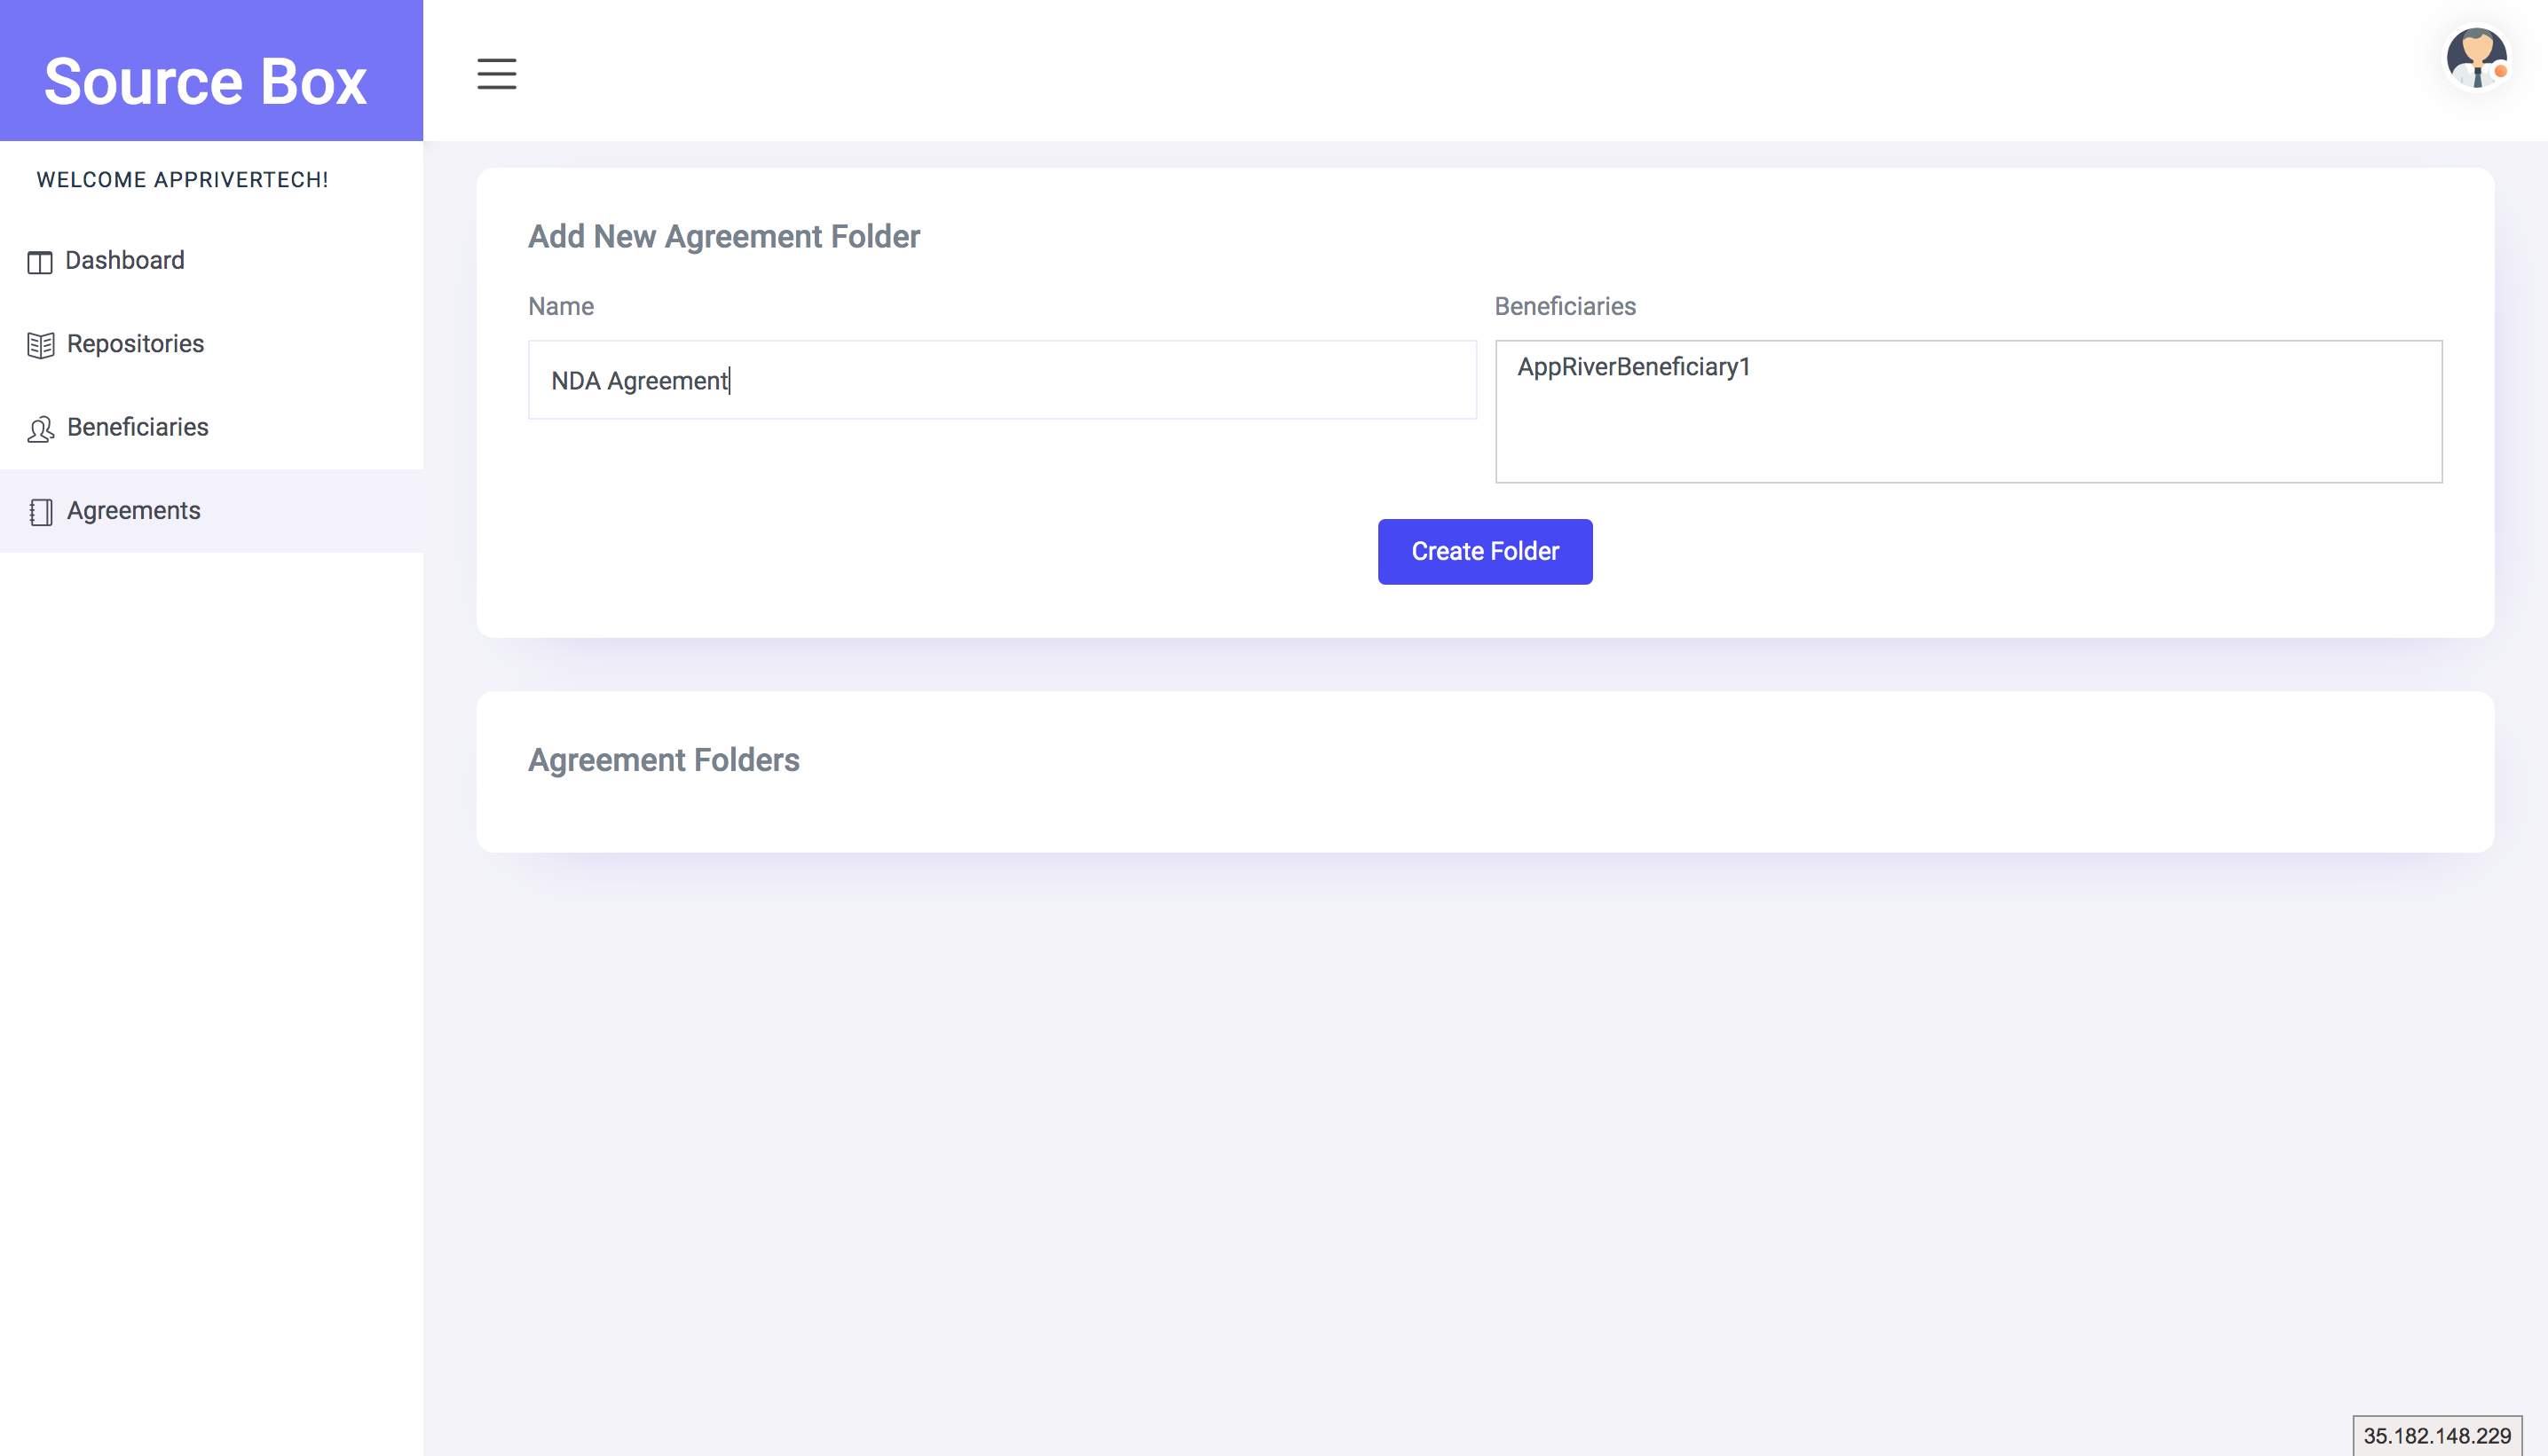 Source Box
WELCOME APPRIVERTECH!
Dashboard
Repositories
Beneficiaries
Agreements
Add New Agreement Folder
Name
Beneficiaries
NDA Agreement
AppRiverBeneficiary1
Create Folder
Agreement Folders
35.182.148.229